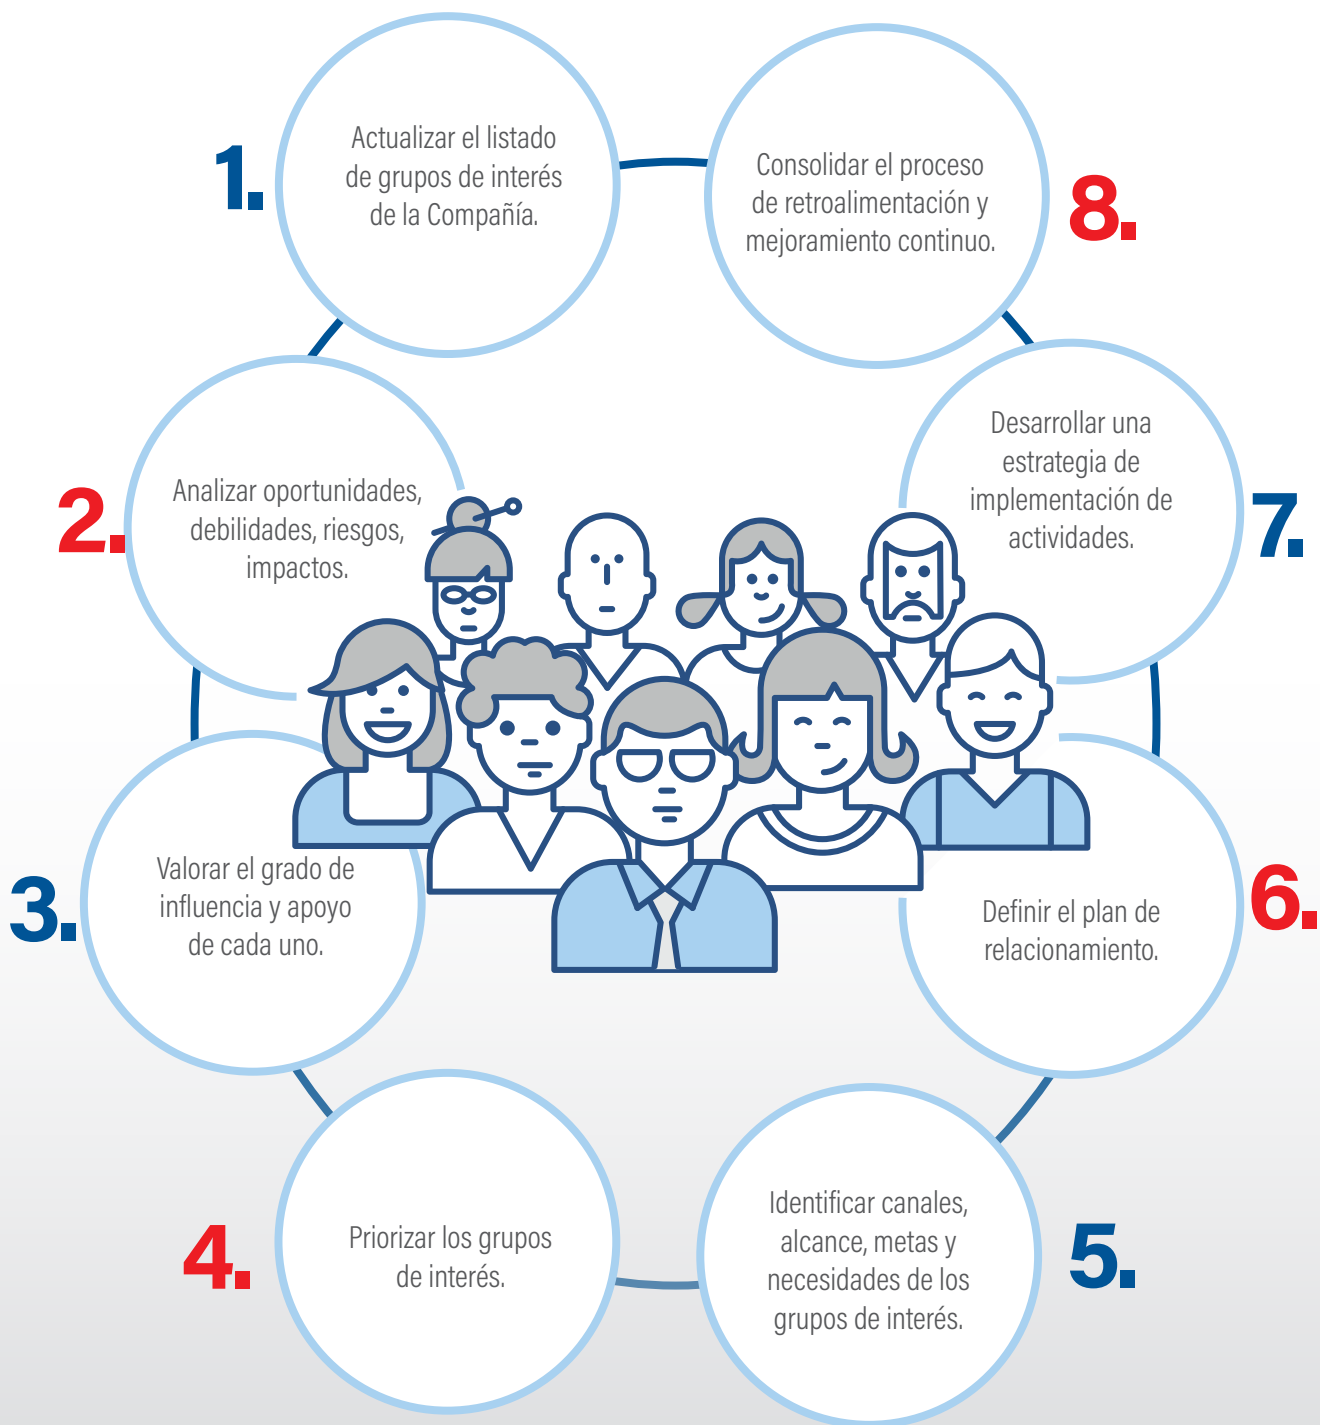 1.
Actualizar el listado
de grupos de interés
de la Compañía.
2.
Analizar oportunidades,
debilidades, riesgos,
impactos.
3.
Valorar el grado de
influencia y apoyo
de cada uno.
4.
Priorizar los grupos
de interés.
5.
Identificar canales,
alcance, metas y
necesidades de los
grupos de interés.
6.
Definir el plan de
relacionamiento.
7.
Desarrollar una
estrategia de
implementación de
actividades.
8.
Consolidar el proceso
de retroalimentación y
mejoramiento continuo.